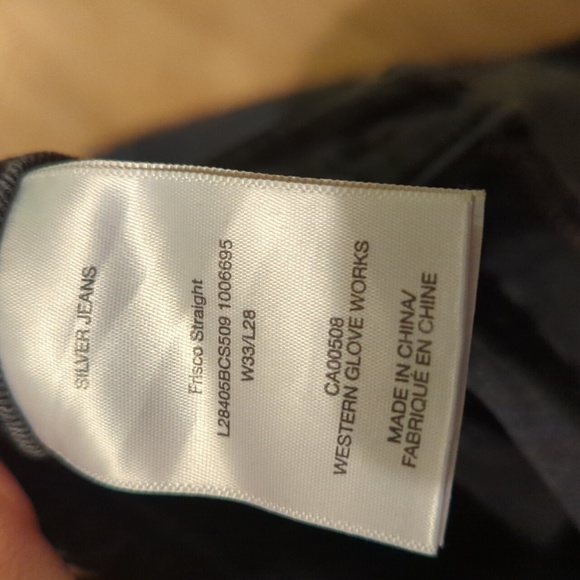 SILVER JEANS
Frisco Straight
L28405BCS509 1006695
W33/L28
CA00508
WESTERN GLOVE WORKS
MADE IN CHINA/
FABRIQUÉ EN CHINE